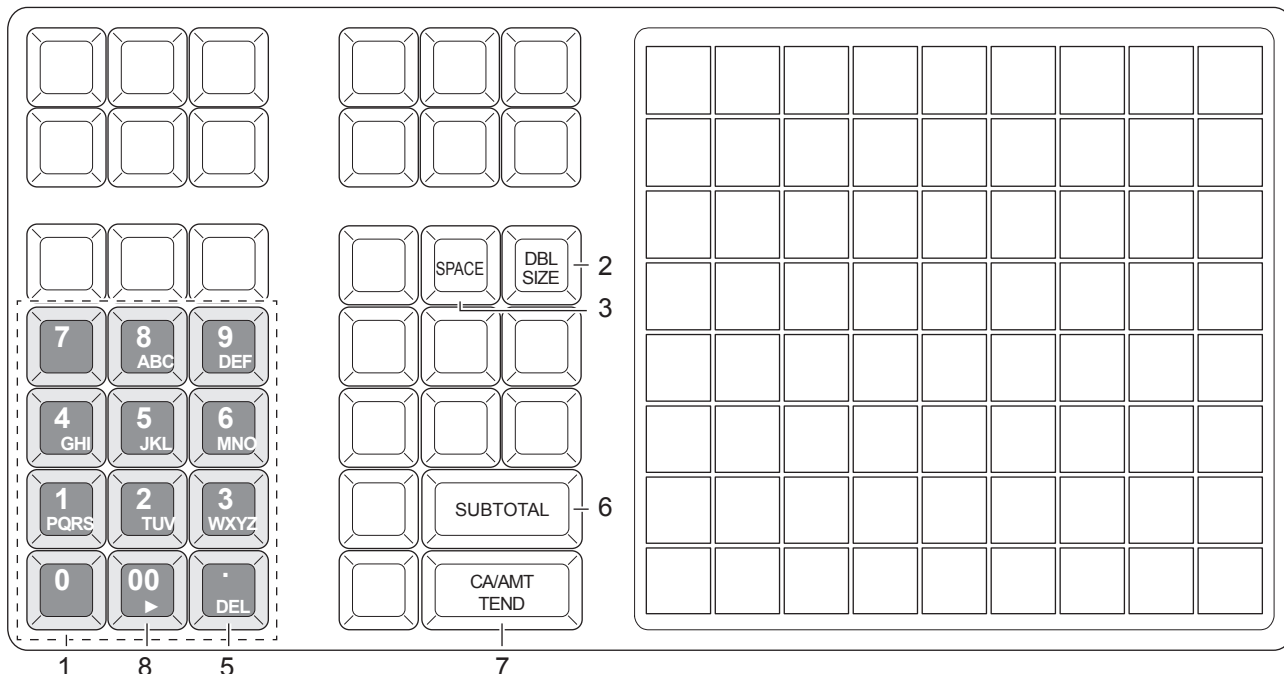 SPACE
DBL
SIZE
2
3
7
8
ABC
9
DEF
4
GHI
5
JKL
6
MNO
1
PQRS
2
TUV
3
WXYZ
SUBTOTAL
6
0
00
►
.
DEL
CA/AMT
TEND
1
8
5
7